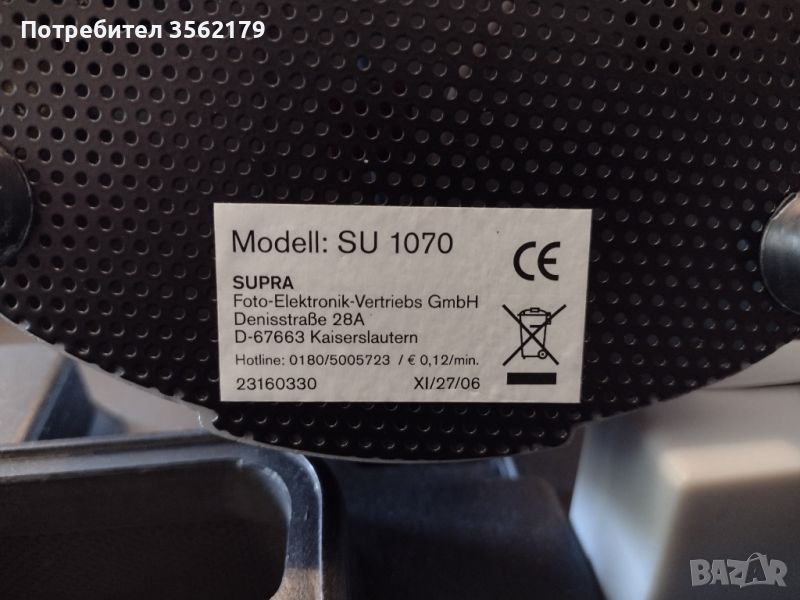 Потребител 3562179
Modell: SU 1070
CE
SUPRA
Foto-Elektronik-Vertriebs GmbH
Denisstraße 28A
D-67663 Kaiserslautern
Hotline: 0180/5005723 / € 0,12/min.
23160330 XI/27/06
BAZAR